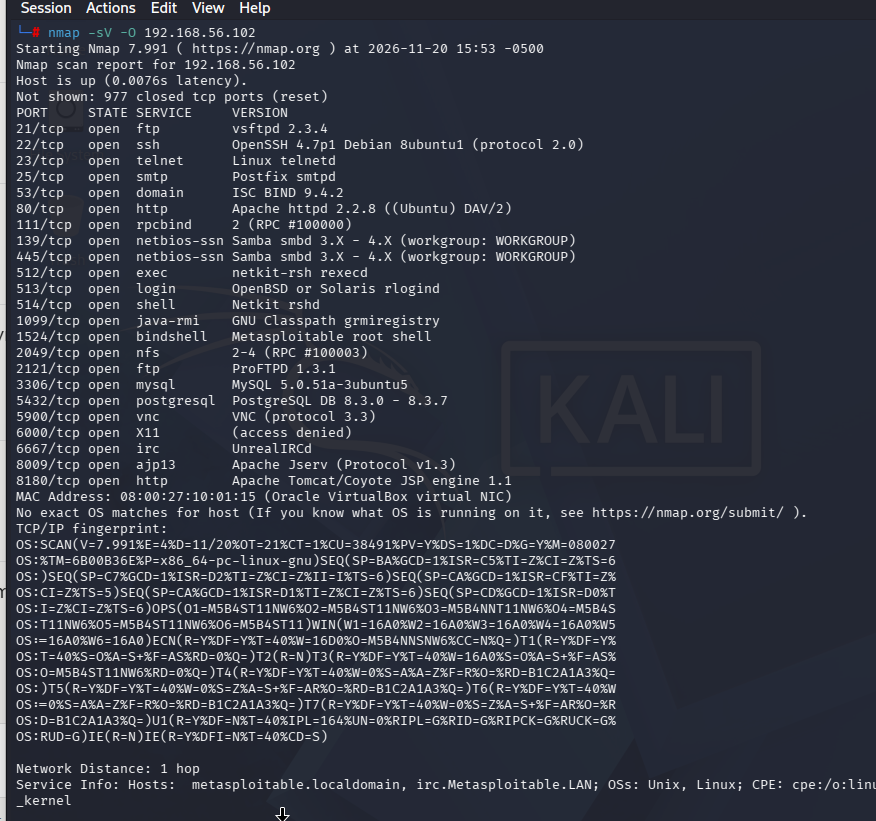 Session Actions Edit View Help
└─# nmap -sV -O 192.168.56.102
Starting Nmap 7.991 ( https://nmap.org ) at 2026-11-20 15:53 -0500
Nmap scan report for 192.168.56.102
Host is up (0.0076s latency).
Not shown: 977 closed tcp ports (reset)
PORT     STATE SERVICE     VERSION
21/tcp   open  ftp         vsftpd 2.3.4
22/tcp   open  ssh         OpenSSH 4.7p1 Debian 8ubuntu1 (protocol 2.0)
23/tcp   open  telnet      Linux telnetd
25/tcp   open  smtp        Postfix smtpd
53/tcp   open  domain      ISC BIND 9.4.2
80/tcp   open  http        Apache httpd 2.2.8 ((Ubuntu) DAV/2)
111/tcp  open  rpcbind     2 (RPC #100000)
139/tcp  open  netbios-ssn Samba smbd 3.X - 4.X (workgroup: WORKGROUP)
445/tcp  open  netbios-ssn Samba smbd 3.X - 4.X (workgroup: WORKGROUP)
512/tcp  open  exec        netkit-rsh rexecd
513/tcp  open  login       OpenBSD or Solaris rlogind
514/tcp  open  shell       Netkit rshd
1099/tcp open  java-rmi    GNU Classpath grmiregistry
1524/tcp open  bindshell   Metasploitable root shell
2049/tcp open  nfs         2-4 (RPC #100003)
2121/tcp open  ftp         ProFTPD 1.3.1
3306/tcp open  mysql       MySQL 5.0.51a-3ubuntu5
5432/tcp open  postgresql  PostgreSQL DB 8.3.0 - 8.3.7
5900/tcp open  vnc         VNC (protocol 3.3)
6000/tcp open  X11         (access denied)
6667/tcp open  irc         UnrealIRCd
8009/tcp open  ajp13       Apache Jserv (Protocol v1.3)
8180/tcp open  http        Apache Tomcat/Coyote JSP engine 1.1
KALI
MAC Address: 08:00:27:10:01:15 (Oracle VirtualBox virtual NIC)
No exact OS matches for host (If you know what OS is running on it, see https://nmap.org/submit/ ).
TCP/IP fingerprint:
OS:SCAN(V=7.991%E=4%D=11/20%OT=21%CT=1%CU=38491%PV=Y%DS=1%DC=D%G=Y%M=080027
OS:%TM=6B00B36E%P=x86_64-pc-linux-gnu)SEQ(SP=BA%GCD=1%ISR=C5%TI=Z%CI=Z%TS=6
OS:)SEQ(SP=C7%GCD=1%ISR=D2%TI=Z%CI=Z%II=I%TS=6)SEQ(SP=CA%GCD=1%ISR=CF%TI=Z%
OS:CI=Z%TS=5)SEQ(SP=CA%GCD=1%ISR=D1%TI=Z%CI=Z%TS=6)SEQ(SP=CD%GCD=1%ISR=D0%T
OS:I=Z%CI=Z%TS=6)OPS(O1=M5B4ST11NW6%O2=M5B4ST11NW6%O3=M5B4NNT11NW6%O4=M5B4S
OS:T11NW6%O5=M5B4ST11NW6%O6=M5B4ST11)WIN(W1=16A0%W2=16A0%W3=16A0%W4=16A0%W5
OS:=16A0%W6=16A0)ECN(R=Y%DF=Y%T=40%W=16D0%O=M5B4NNSNW6%CC=N%Q=)T1(R=Y%DF=Y%
OS:T=40%S=O%A=S+%F=AS%RD=0%Q=)T2(R=N)T3(R=Y%DF=Y%T=40%W=16A0%S=O%A=S+%F=AS%
OS:O=M5B4ST11NW6%RD=0%Q=)T4(R=Y%DF=Y%T=40%W=0%S=A%A=Z%F=R%O=%RD=B1C2A1A3%Q=
OS:)T5(R=Y%DF=Y%T=40%W=0%S=Z%A=S+%F=AR%O=%RD=B1C2A1A3%Q=)T6(R=Y%DF=Y%T=40%W
OS:=0%S=A%A=Z%F=R%O=%RD=B1C2A1A3%Q=)T7(R=Y%DF=Y%T=40%W=0%S=Z%A=S+%F=AR%O=%R
OS:D=B1C2A1A3%Q=)U1(R=Y%DF=N%T=40%IPL=164%UN=0%RIPL=G%RID=G%RIPCK=G%RUCK=G%
OS:RUD=G)IE(R=N)IE(R=Y%DFI=N%T=40%CD=S)
Network Distance: 1 hop
Service Info: Hosts:  metasploitable.localdomain, irc.Metasploitable.LAN; OSs: Unix, Linux; CPE: cpe:/o:linu
_kernel